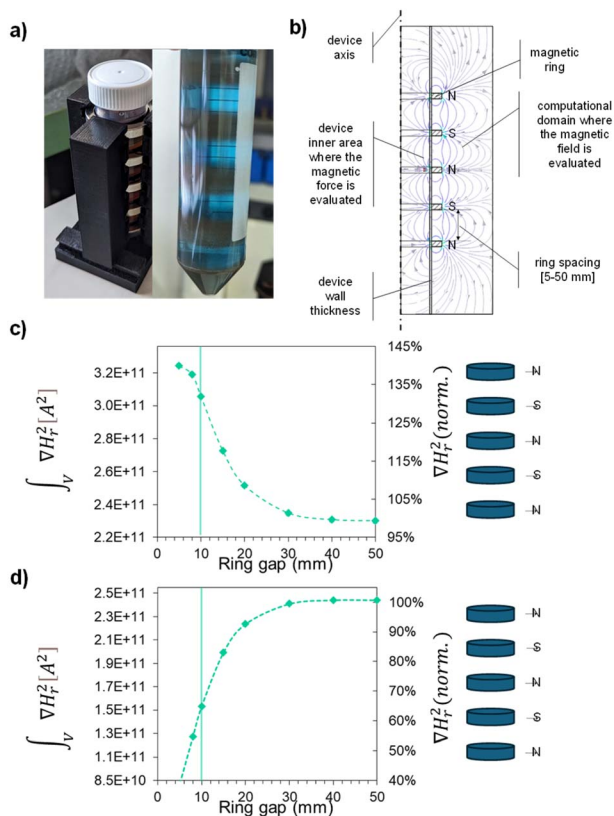 a)
b)
device
axis
magnetic
ring
N
S
N
S
N
device
inner area
where the
magnetic
force is
evaluated
computational
domain where
the magnetic
field is
evaluated
ring spacing
[5-50 mm]
device
wall
thickness
c)
∫V ∇Hr² [A²]
3.2E+11
3.0E+11
2.8E+11
2.6E+11
2.4E+11
2.2E+11
145%
135%
125%
115%
105%
95%
∇Hr² (norm.)
0 10 20 30 40 50
Ring gap (mm)
N
S
N
S
N
d)
∫V ∇Hr² [A²]
2.5E+11
2.3E+11
2.1E+11
1.9E+11
1.7E+11
1.5E+11
1.3E+11
1.1E+11
8.5E+10
100%
90%
80%
70%
60%
50%
40%
∇Hr² (norm.)
0 10 20 30 40 50
Ring gap (mm)
N
S
N
S
N